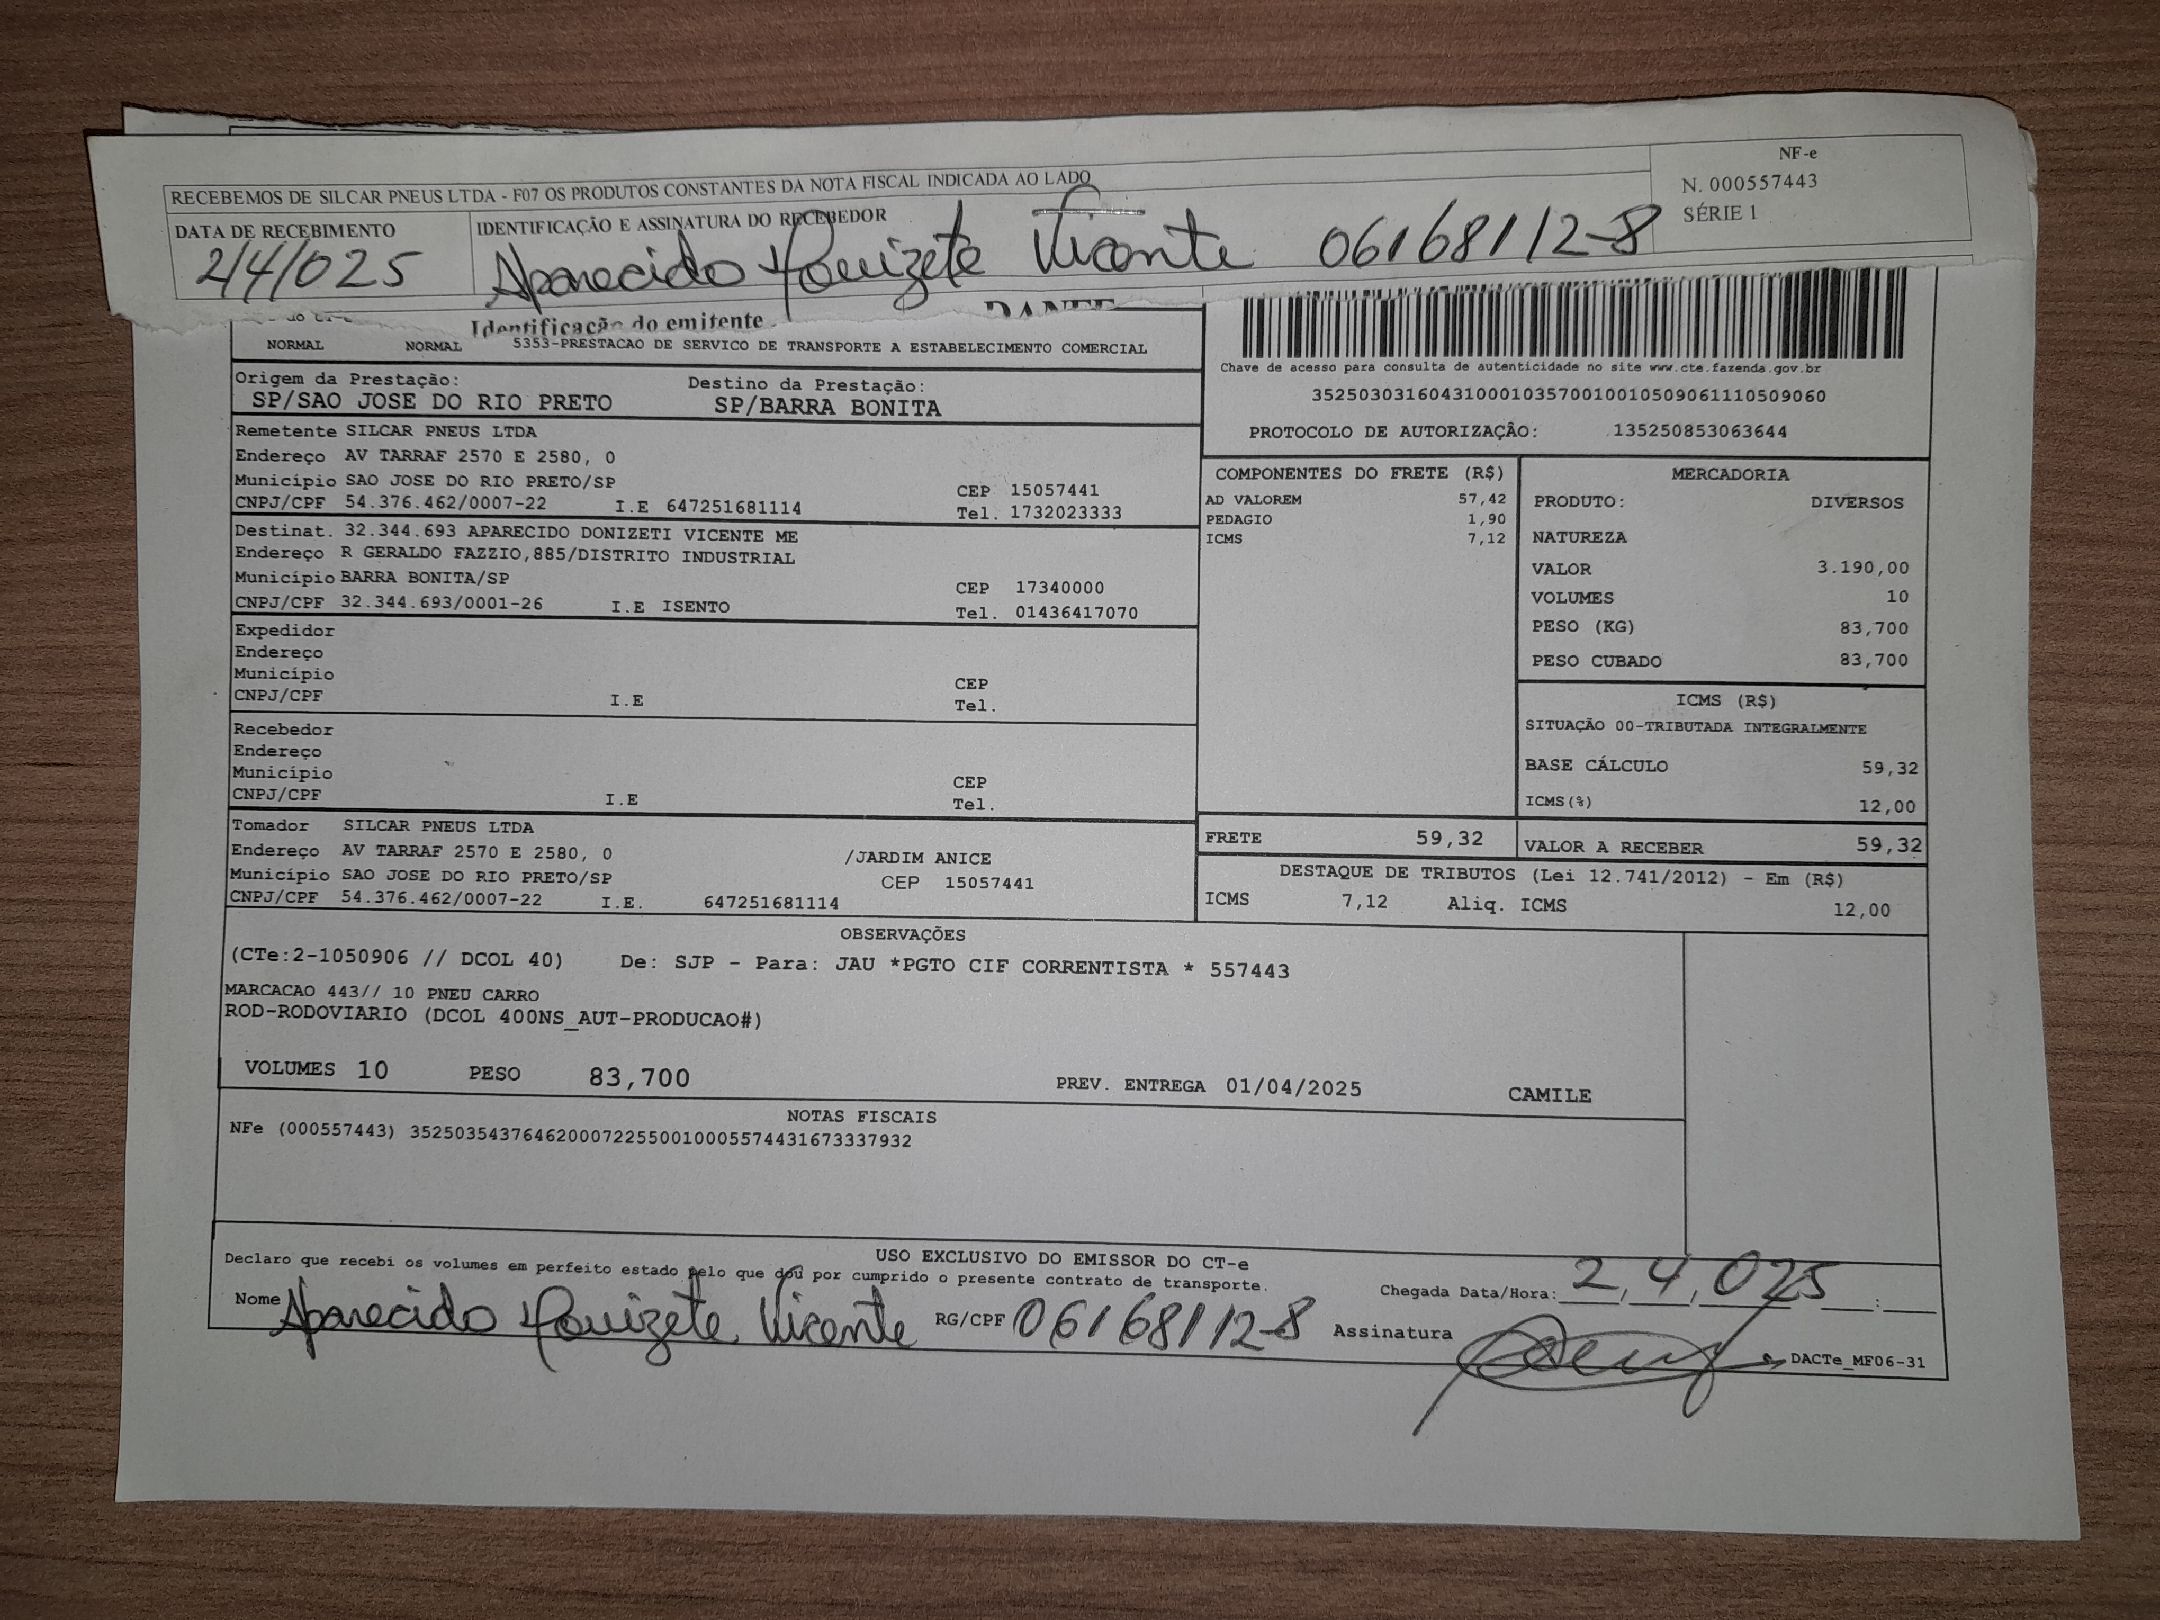 RECEBEMOS DE SILCAR PNEUS LTDA - F07 OS PRODUTOS CONSTANTES DA NOTA FISCAL INDICADA AO LADO
NF-e
N. 000557443
SÉRIE 1
DATA DE RECEBIMENTO
2/4/025
IDENTIFICAÇÃO E ASSINATURA DO RECEBEDOR
Aparecido Donizete Vicente 06168112-8
Identificação do emitente
NORMAL NORMAL 5353-PRESTACAO DE SERVICO DE TRANSPORTE A ESTABELECIMENTO COMERCIAL
Chave de acesso para consulta de autenticidade no site www.cte.fazenda.gov.br
35250303160431000103570010010509061110509060
PROTOCOLO DE AUTORIZAÇÂO: 135250853063644
Origem da Prestação: Destino da Prestação:
SP/SAO JOSE DO RIO PRETO SP/BARRA BONITA
Remetente SILCAR PNEUS LTDA
Endereço AV TARRAF 2570 E 2580, 0
Município SAO JOSE DO RIO PRETO/SP CEP 15057441
CNPJ/CPF 54.376.462/0007-22 I.E 647251681114 Tel. 1732023333
Destinat. 32.344.693 APARECIDO DONIZETI VICENTE ME
Endereço R GERALDO FAZZIO,885/DISTRITO INDUSTRIAL
Município BARRA BONITA/SP CEP 17340000
CNPJ/CPF 32.344.693/0001-26 I.E ISENTO Tel. 01436417070
Expedidor
Endereço
Município CEP
CNPJ/CPF I.E Tel.
Recebedor
Endereço
Município CEP
CNPJ/CPF I.E Tel.
Tomador SILCAR PNEUS LTDA
Endereço AV TARRAF 2570 E 2580, 0 /JARDIM ANICE
Município SAO JOSE DO RIO PRETO/SP CEP 15057441
CNPJ/CPF 54.376.462/0007-22 I.E. 647251681114
COMPONENTES DO FRETE (R$)
AD VALOREM 57,42
PEDAGIO 1,90
ICMS 7,12
MERCADORIA
PRODUTO: DIVERSOS
NATUREZA
VALOR 3.190,00
VOLUMES 10
PESO (KG) 83,700
PESO CUBADO 83,700
ICMS (R$)
SITUAÇÃO 00-TRIBUTADA INTEGRALMENTE
BASE CÁLCULO 59,32
ICMS(%) 12,00
FRETE 59,32 VALOR A RECEBER 59,32
DESTAQUE DE TRIBUTOS (Lei 12.741/2012) - Em (R$)
ICMS 7,12 Aliq. ICMS 12,00
OBSERVAÇÕES
(CTe:2-1050906 // DCOL 40) De: SJP - Para: JAU *PGTO CIF CORRENTISTA * 557443
MARCACAO 443// 10 PNEU CARRO
ROD-RODOVIARIO (DCOL 400NS_AUT-PRODUCAO#)
VOLUMES 10 PESO 83,700 PREV. ENTREGA 01/04/2025 CAMILE
NOTAS FISCAIS
NFe (000557443) 35250354376462000722550010005574431673337932
USO EXCLUSIVO DO EMISSOR DO CT-e
Declaro que recebi os volumes em perfeito estado pelo que dou por cumprido o presente contrato de transporte.
Chegada Data/Hora: 2,4,025 :
Nome Aparecido Donizete Vicente RG/CPF 06168112-8 Assinatura
DACTe_MF06-31